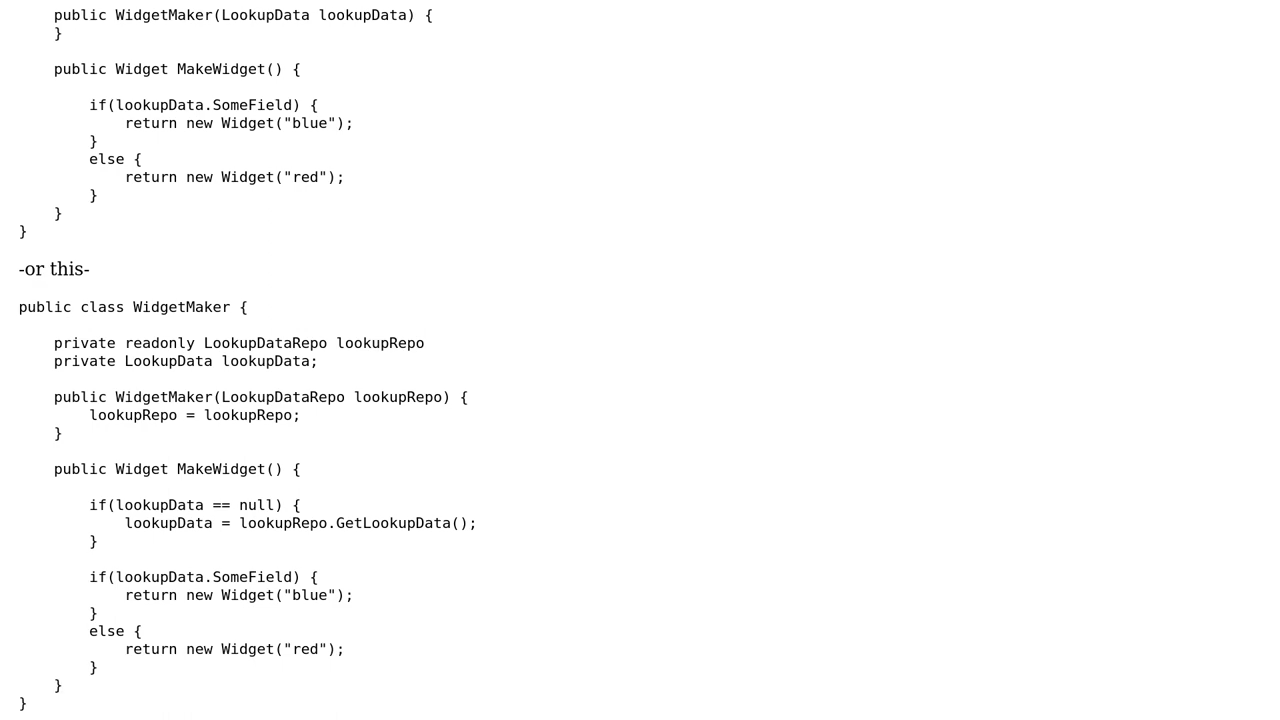 public WidgetMaker(LookupData lookupData) {
    }

    public Widget MakeWidget() {

        if(lookupData.SomeField) {
            return new Widget("blue");
        }
        else {
            return new Widget("red");
        }
    }
}
-or this-
public class WidgetMaker {

    private readonly LookupDataRepo lookupRepo
    private LookupData lookupData;

    public WidgetMaker(LookupDataRepo lookupRepo) {
        lookupRepo = lookupRepo;
    }

    public Widget MakeWidget() {

        if(lookupData == null) {
            lookupData = lookupRepo.GetLookupData();
        }

        if(lookupData.SomeField) {
            return new Widget("blue");
        }
        else {
            return new Widget("red");
        }
    }
}